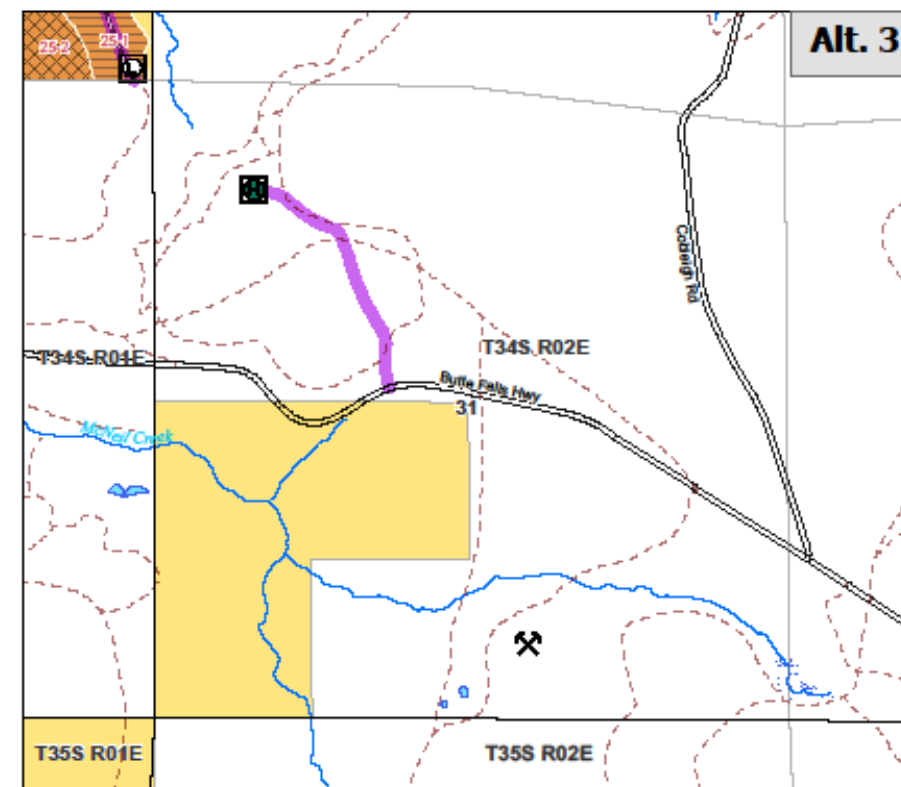 25-2
25-1
Alt. 3
Cobleigh Rd
T34S R01E
T34S R02E
Butte Falls Hwy
31
McNeil Creek
T35S R01E
T35S R02E